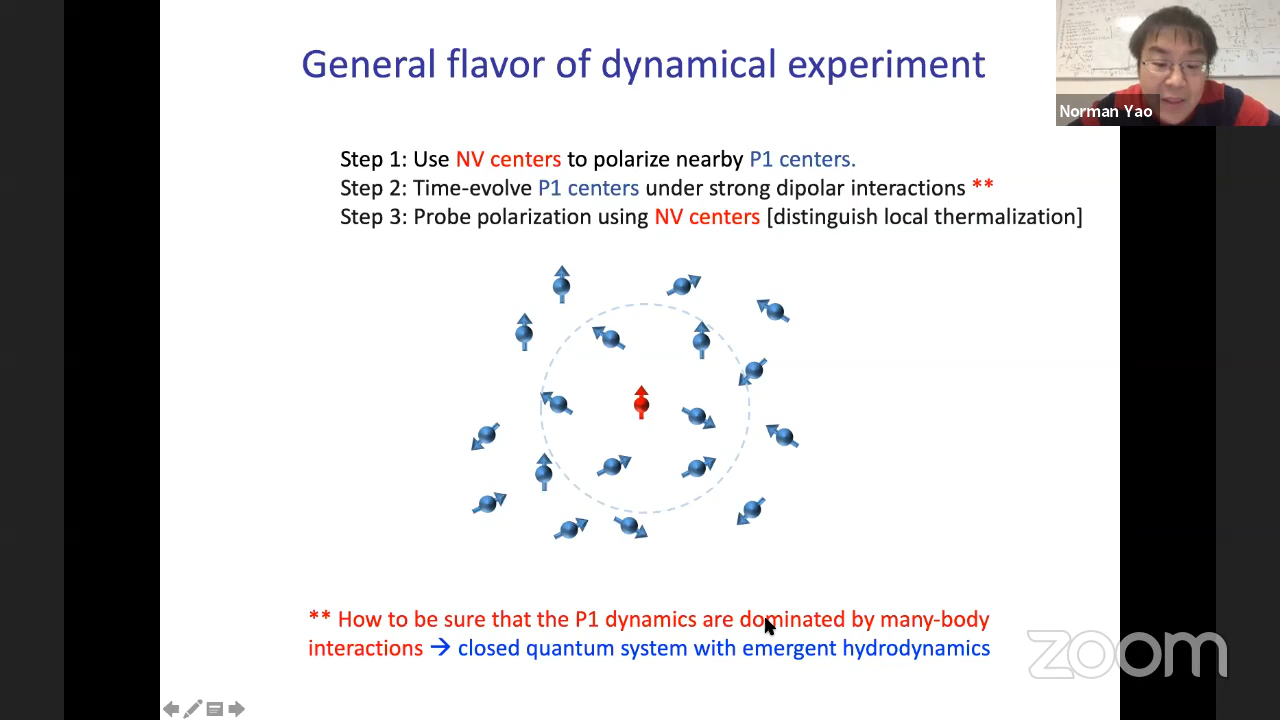 General flavor of dynamical experiment
Norman Yao
Step 1: Use NV centers to polarize nearby P1 centers.
Step 2: Time-evolve P1 centers under strong dipolar interactions **
Step 3: Probe polarization using NV centers [distinguish local thermalization]
** How to be sure that the P1 dynamics are dominated by many-body
interactions → closed quantum system with emergent hydrodynamics
zoom